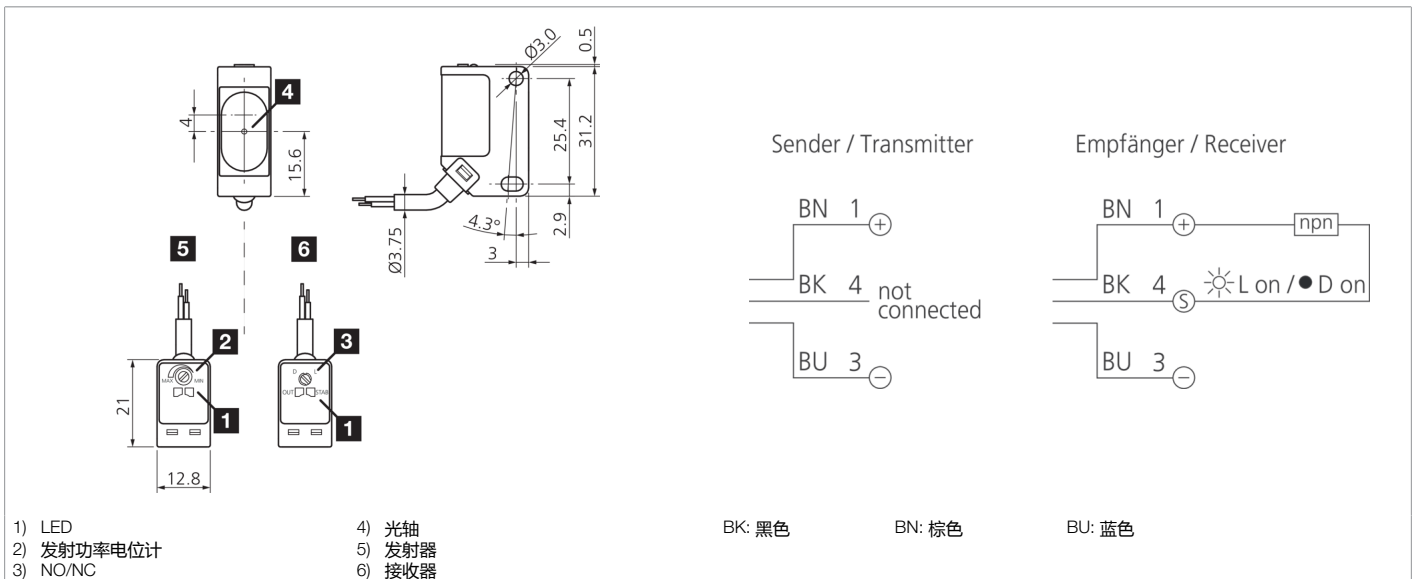 4
4
15.6
Ø3.0
0.5
25.4
31.2
2.9
4.3°
3
Ø3.75
5
6
2
MAX MIN
1
21
12.8
3
D L
OUT STAB
1
Sender / Transmitter
BN 1 +
BK 4 not connected
BU 3 −
Empfänger / Receiver
BN 1 + npn
BK 4 S L on / D on
BU 3 −
1) LED
2) 发射功率电位计
3) NO/NC
4) 光轴
5) 发射器
6) 接收器
BK: 黑色 BN: 棕色 BU: 蓝色